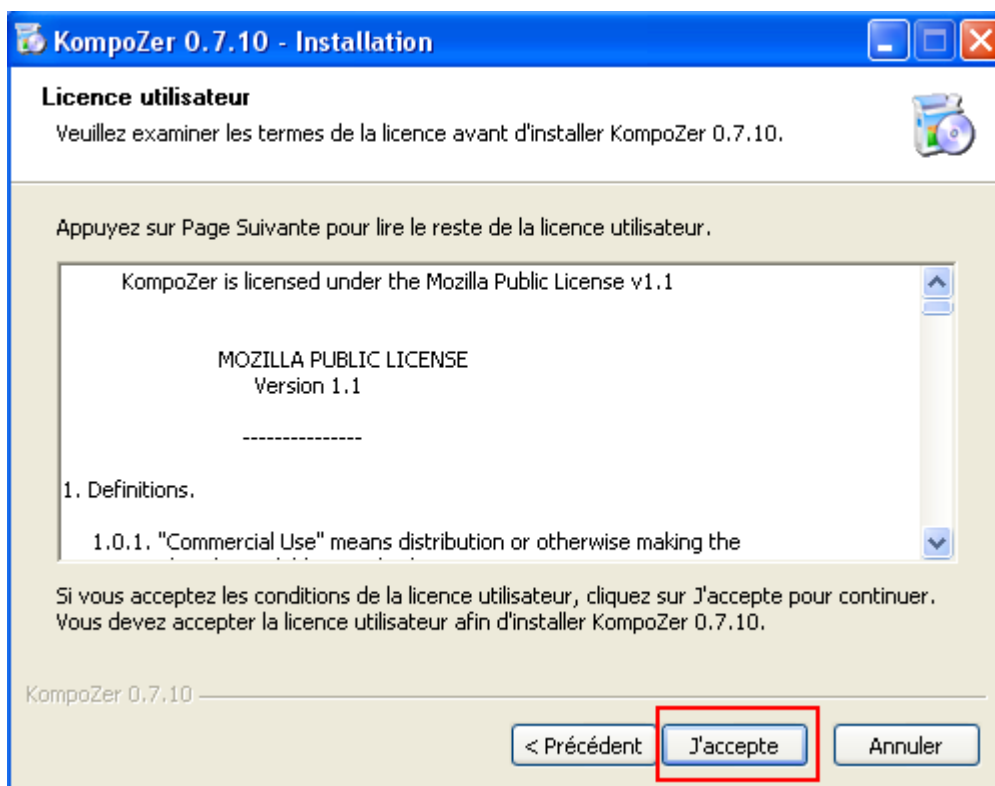 KompoZer 0.7.10 - Installation
Licence utilisateur
Veuillez examiner les termes de la licence avant d'installer KompoZer 0.7.10.
Appuyez sur Page Suivante pour lire le reste de la licence utilisateur.
KompoZer is licensed under the Mozilla Public License v1.1
MOZILLA PUBLIC LICENSE
Version 1.1
---------------
1. Definitions.
1.0.1. "Commercial Use" means distribution or otherwise making the
Si vous acceptez les conditions de la licence utilisateur, cliquez sur J'accepte pour continuer.
Vous devez accepter la licence utilisateur afin d'installer KompoZer 0.7.10.
KompoZer 0.7.10
< Précédent
J'accepte
Annuler